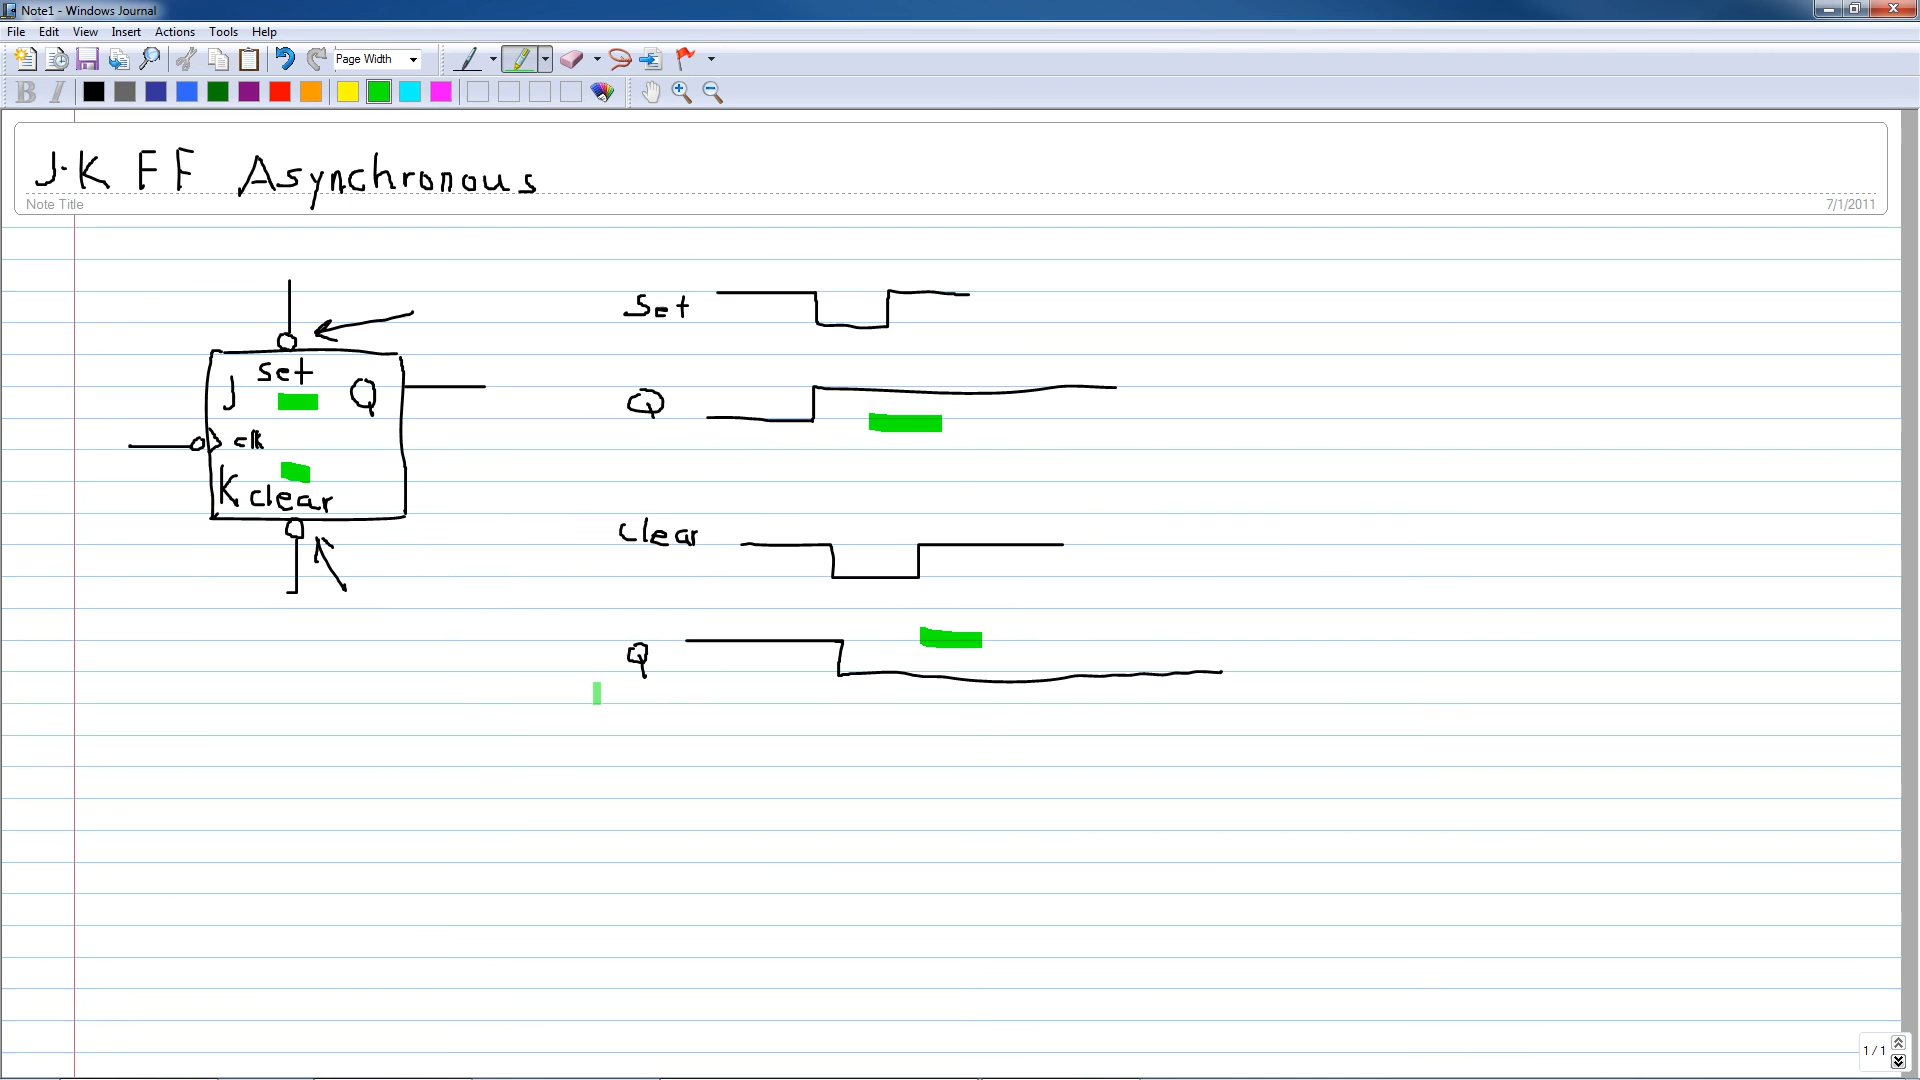 Note1 - Windows Journal
File Edit View Insert Actions Tools Help
Page Width
B I
J-K FF Asynchronous
Note Title 7/1/2011
Set
set
J Q
Q
clk
K clear
clear
Q
1 / 1